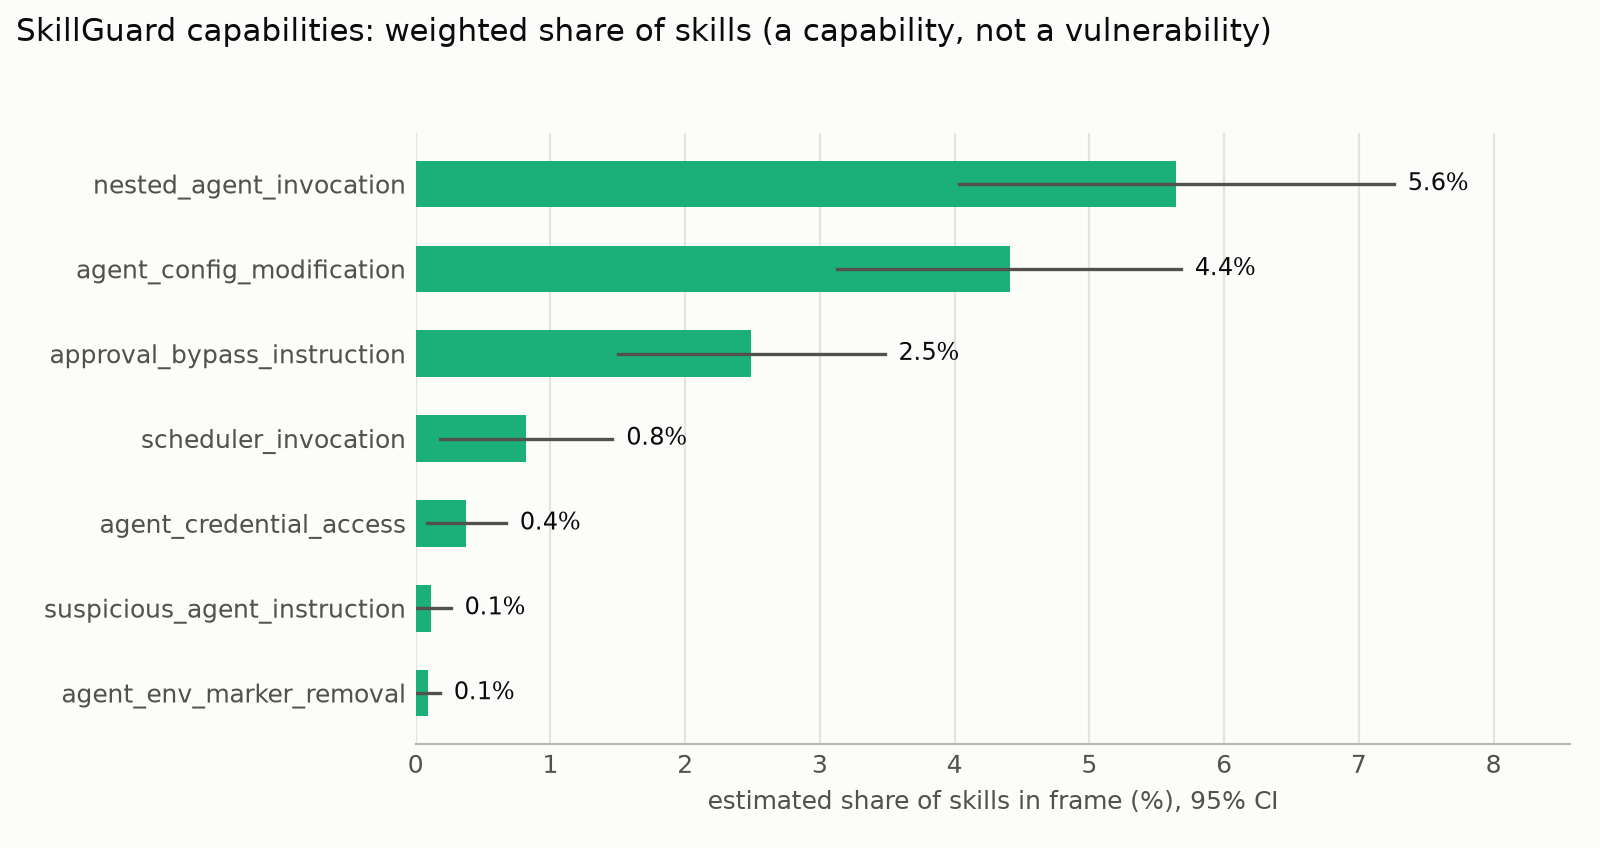 SkillGuard capabilities: weighted share of skills (a capability, not a vulnerability)
nested_agent_invocation 5.6%
agent_config_modification 4.4%
approval_bypass_instruction 2.5%
scheduler_invocation 0.8%
agent_credential_access 0.4%
suspicious_agent_instruction 0.1%
agent_env_marker_removal 0.1%
0 1 2 3 4 5 6 7 8
estimated share of skills in frame (%), 95% CI